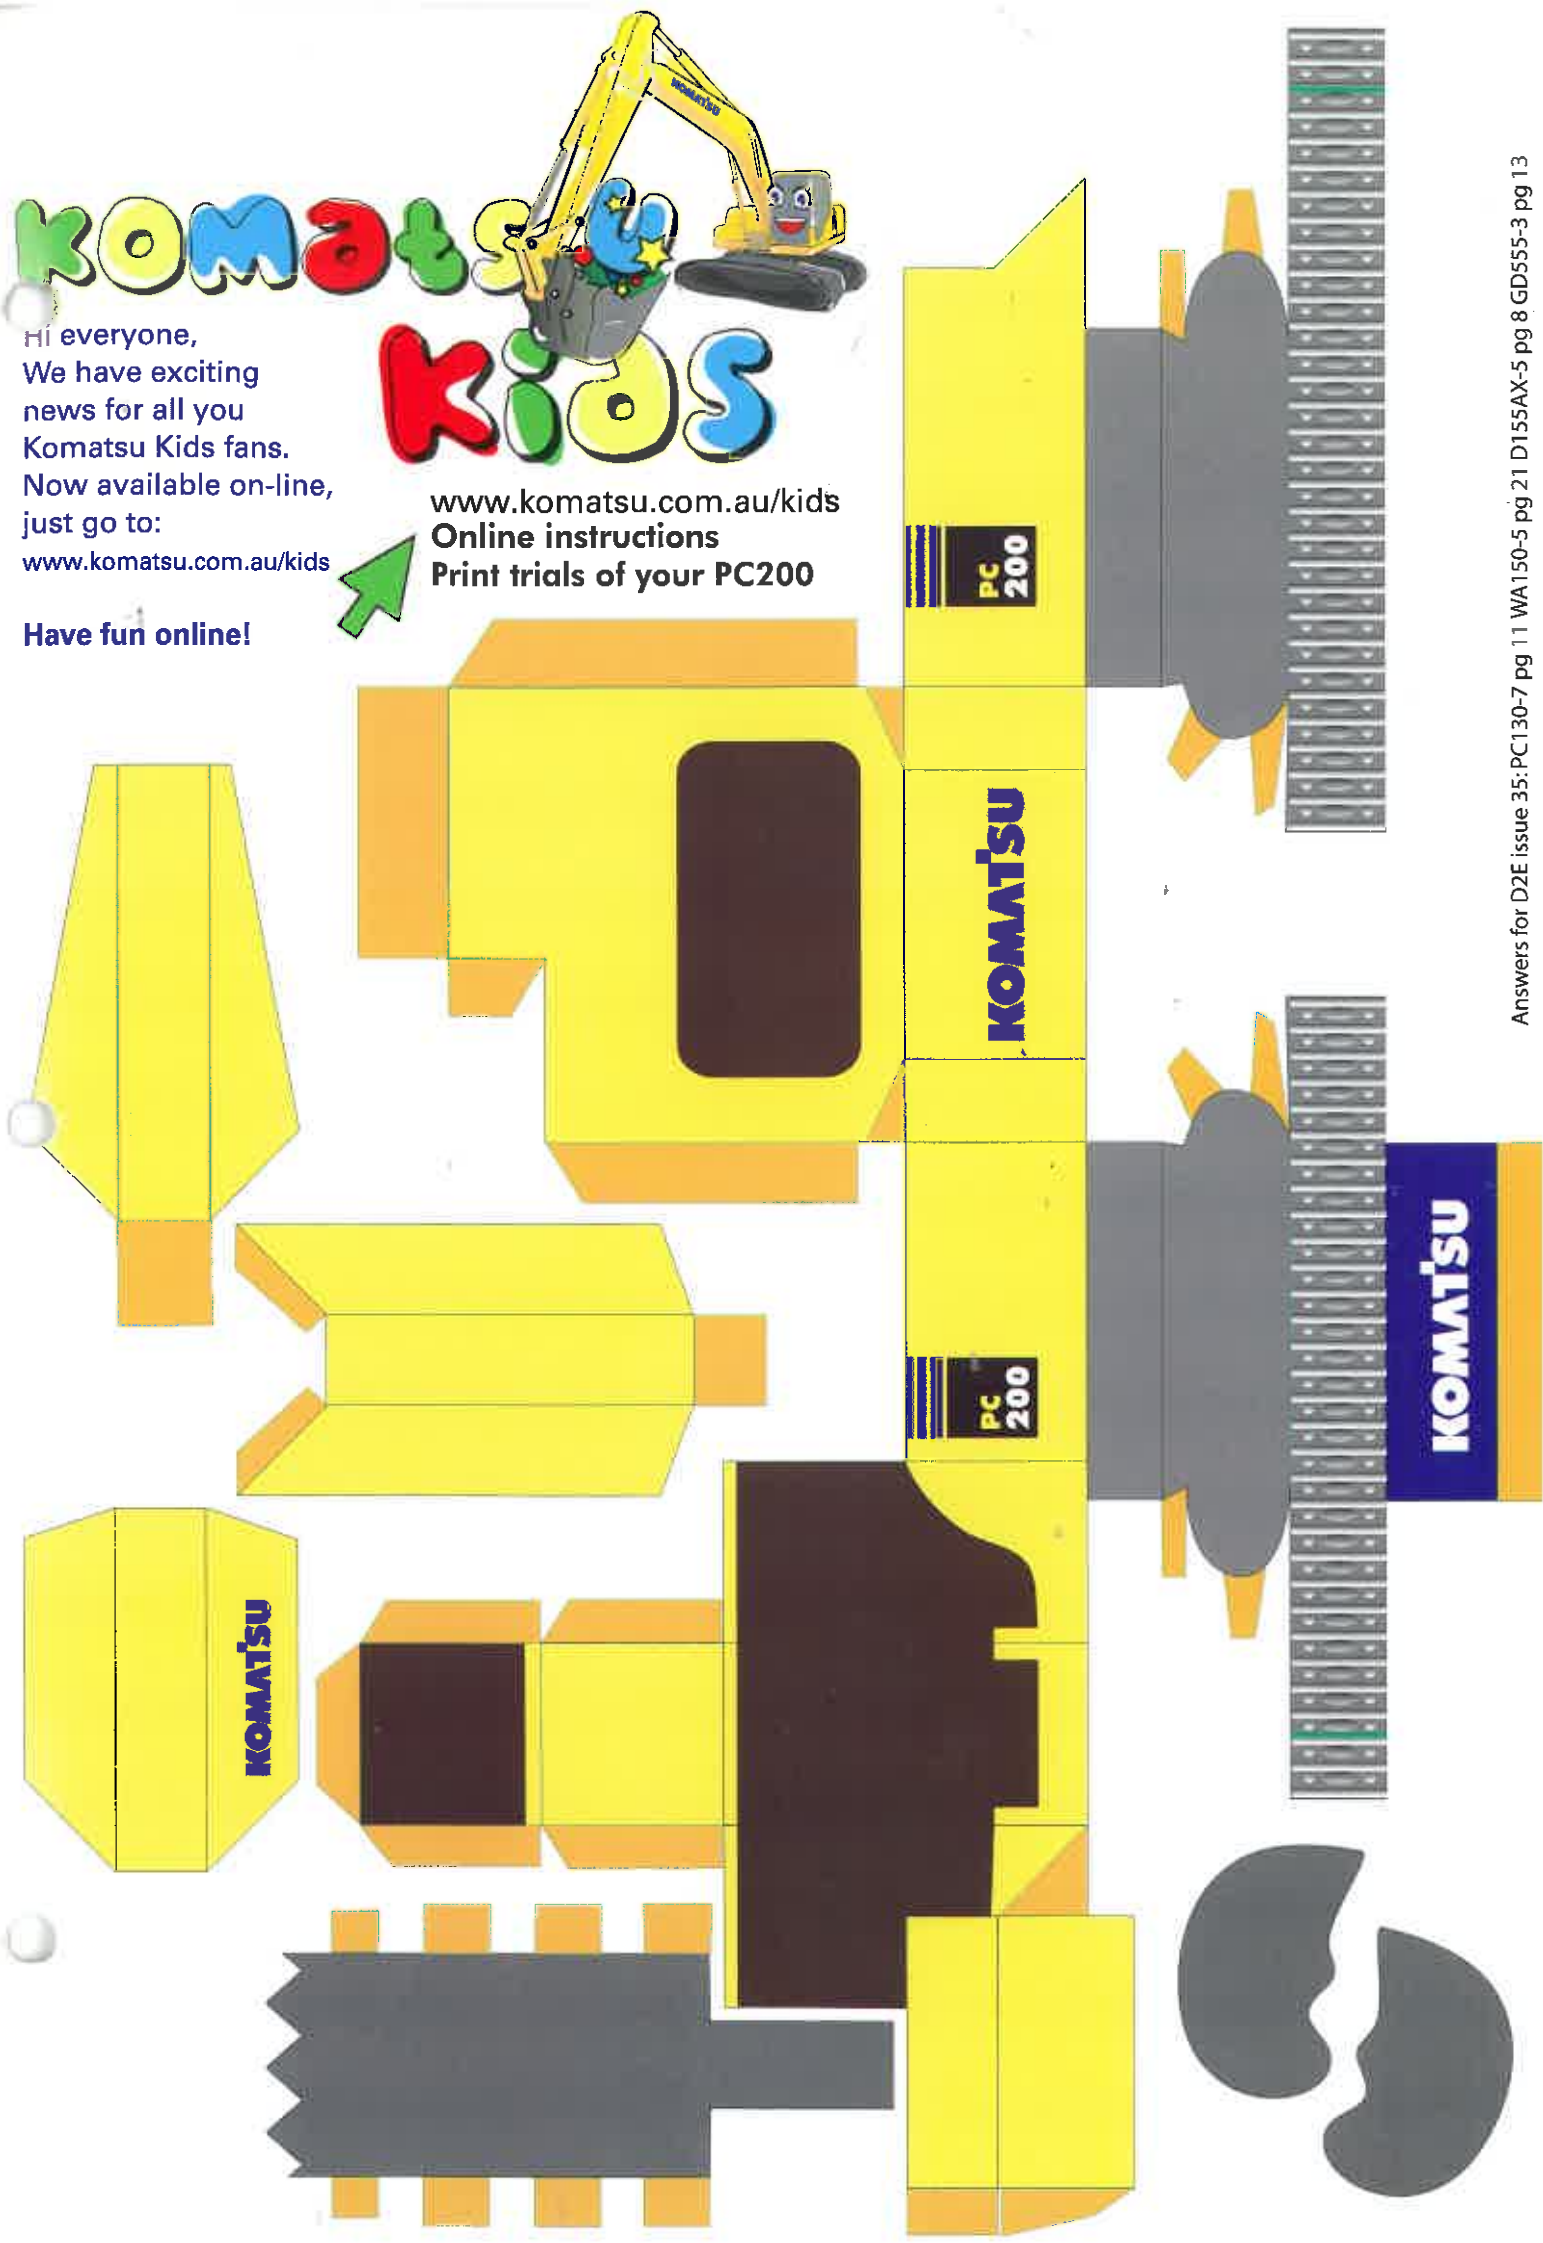 KOMATSU
KOMatsu
Kids
Hi everyone,
We have exciting
news for all you
Komatsu Kids fans.
Now available on-line,
just go to:
www.komatsu.com.au/kids
Have fun online!
www.komatsu.com.au/kids
Online instructions
Print trials of your PC200
PC
200
KOMATSU
PC
200
KOMATSU
KOMATSU
Answers for D2E issue 35: PC130-7 pg 11 WA150-5 pg 21 D155AX-5 pg 8 GD555-3 pg 13